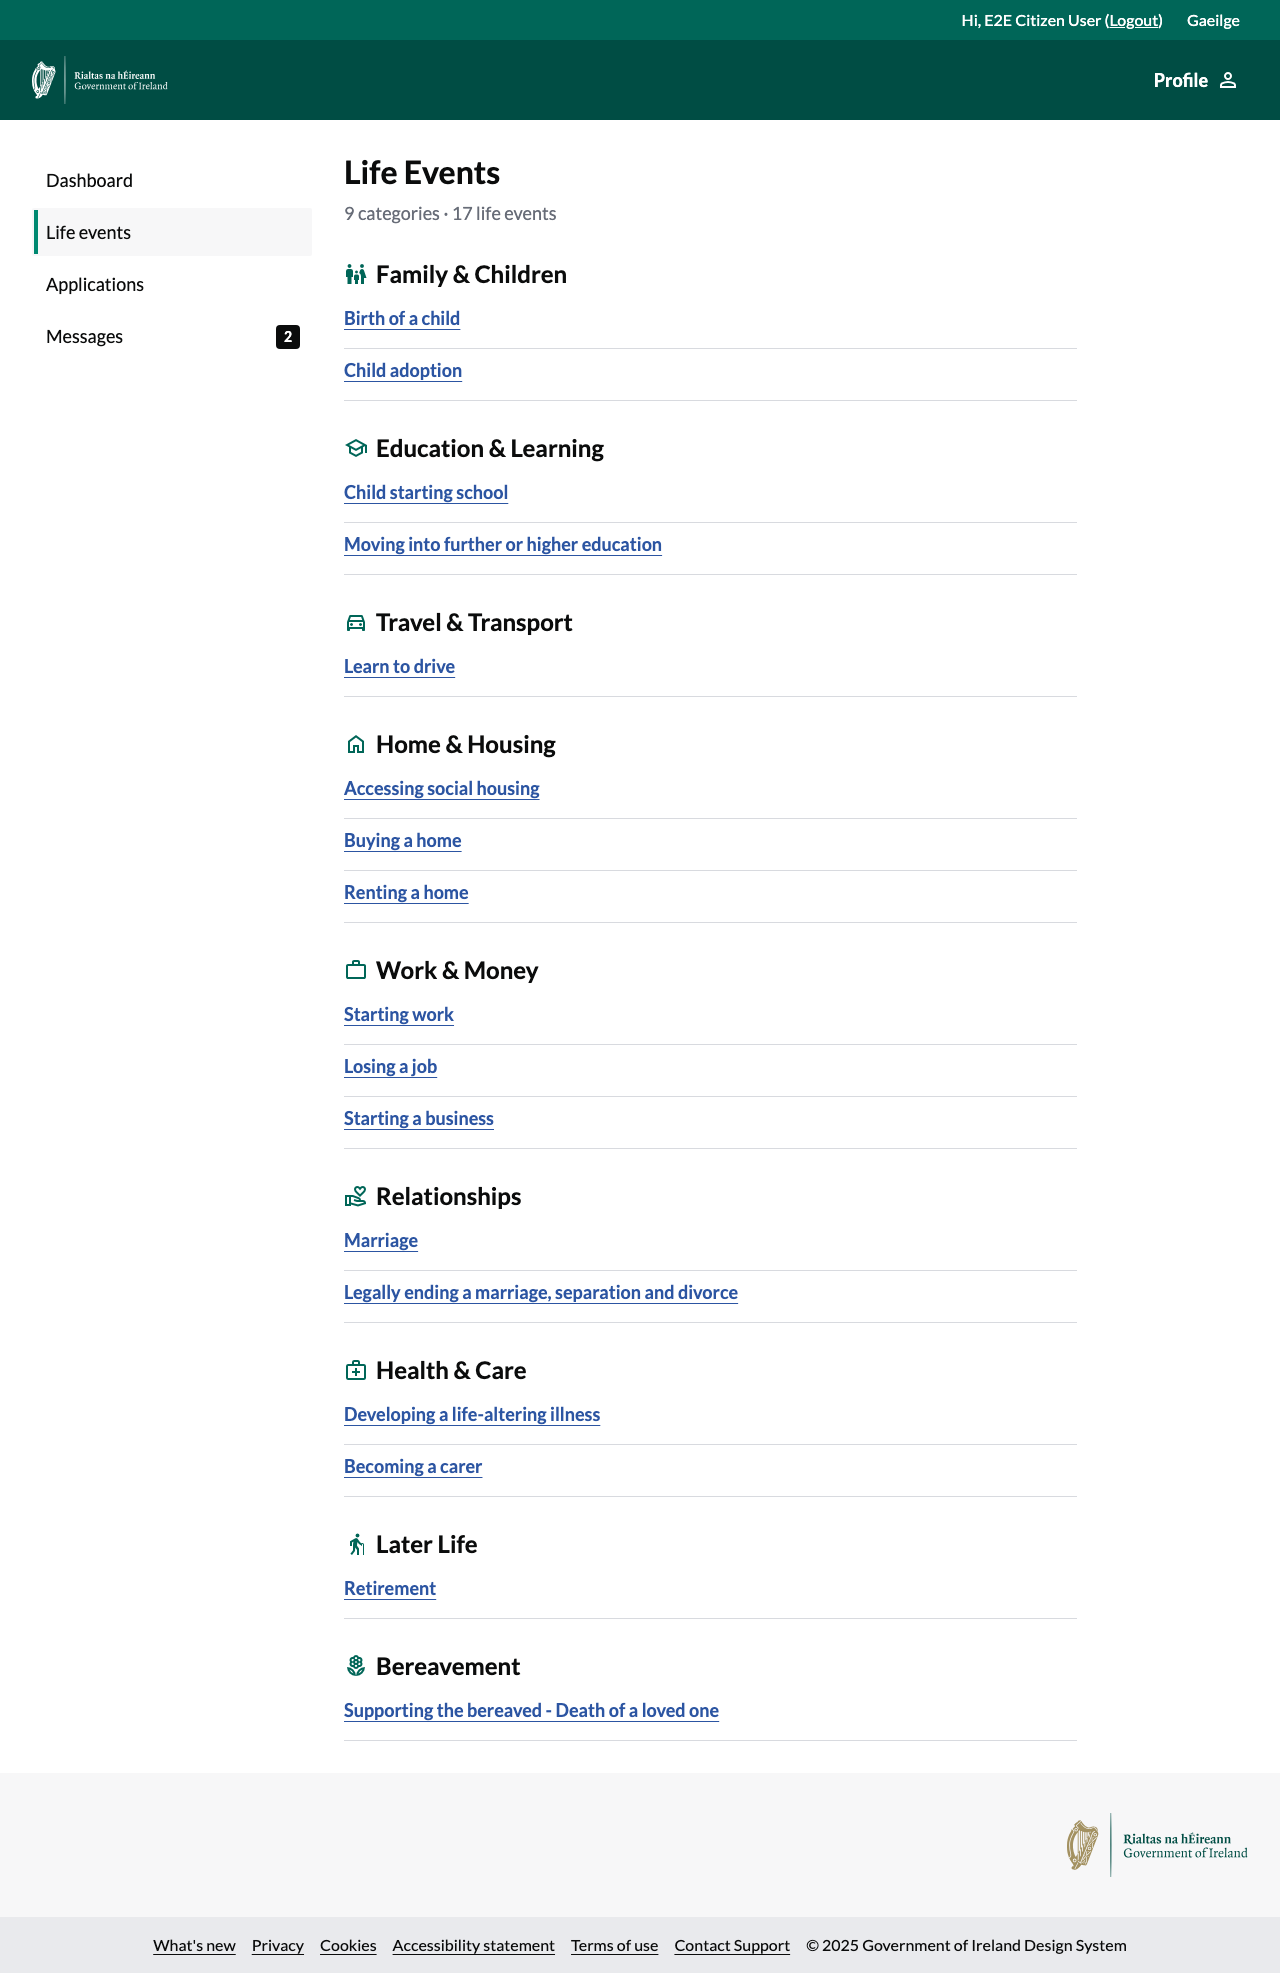 Hi, E2E Citizen User (Logout) Gaeilge
Rialtas na hÉireann
Government of Ireland
Profile
Dashboard
Life events
Applications
Messages 2
Life Events
9 categories · 17 life events
Family & Children
Birth of a child
Child adoption
Education & Learning
Child starting school
Moving into further or higher education
Travel & Transport
Learn to drive
Home & Housing
Accessing social housing
Buying a home
Renting a home
Work & Money
Starting work
Losing a job
Starting a business
Relationships
Marriage
Legally ending a marriage, separation and divorce
Health & Care
Developing a life-altering illness
Becoming a carer
Later Life
Retirement
Bereavement
Supporting the bereaved - Death of a loved one
Rialtas na hÉireann
Government of Ireland
What's new Privacy Cookies Accessibility statement Terms of use Contact Support © 2025 Government of Ireland Design System